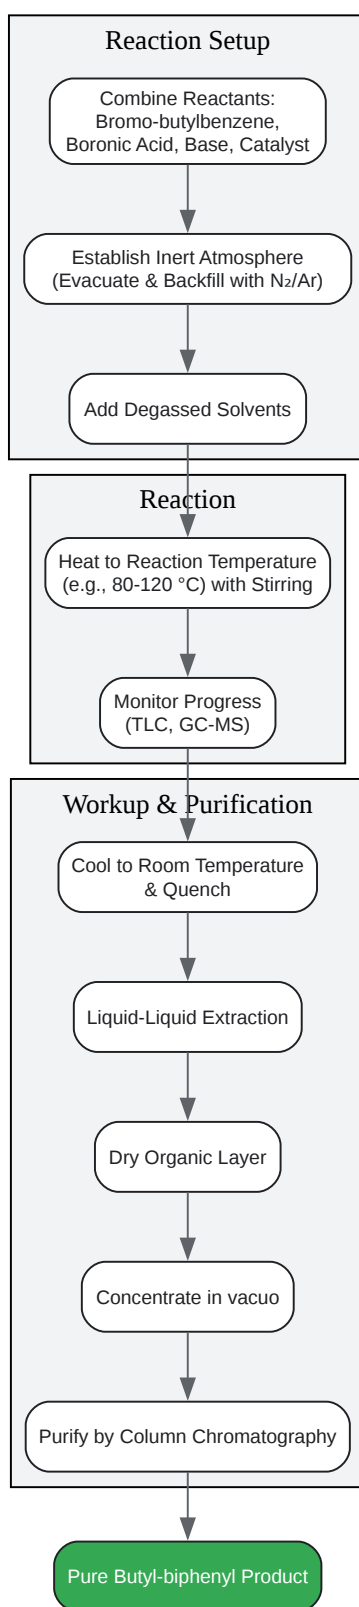 Reaction Setup
Combine Reactants:
Bromo-butylbenzene,
Boronic Acid, Base, Catalyst
Establish Inert Atmosphere
(Evacuate & Backfill with N₂/Ar)
Add Degassed Solvents
Reaction
Heat to Reaction Temperature
(e.g., 80-120 °C) with Stirring
Monitor Progress
(TLC, GC-MS)
Workup & Purification
Cool to Room Temperature
& Quench
Liquid-Liquid Extraction
Dry Organic Layer
Concentrate in vacuo
Purify by Column Chromatography
Pure Butyl-biphenyl Product